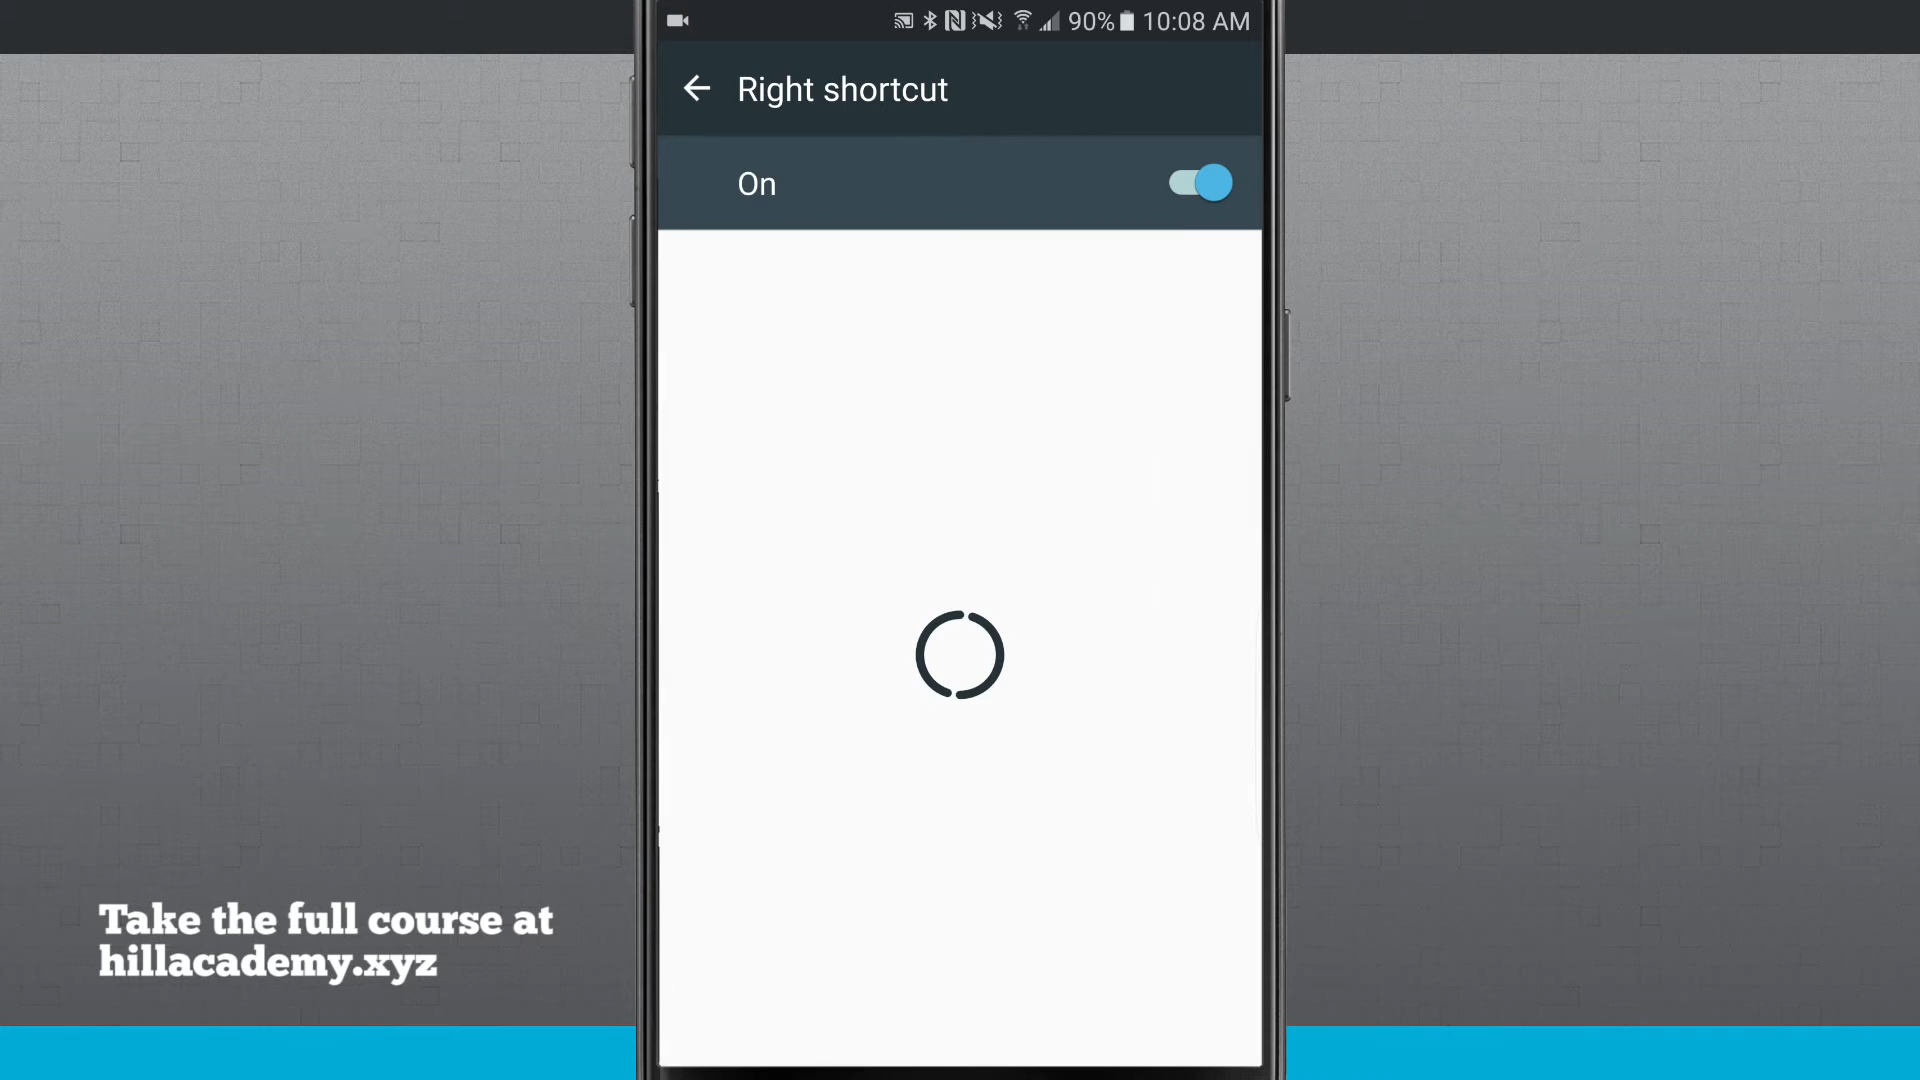 90% 10:08 AM
Right shortcut
On
Take the full course at
hillacademy.xyz